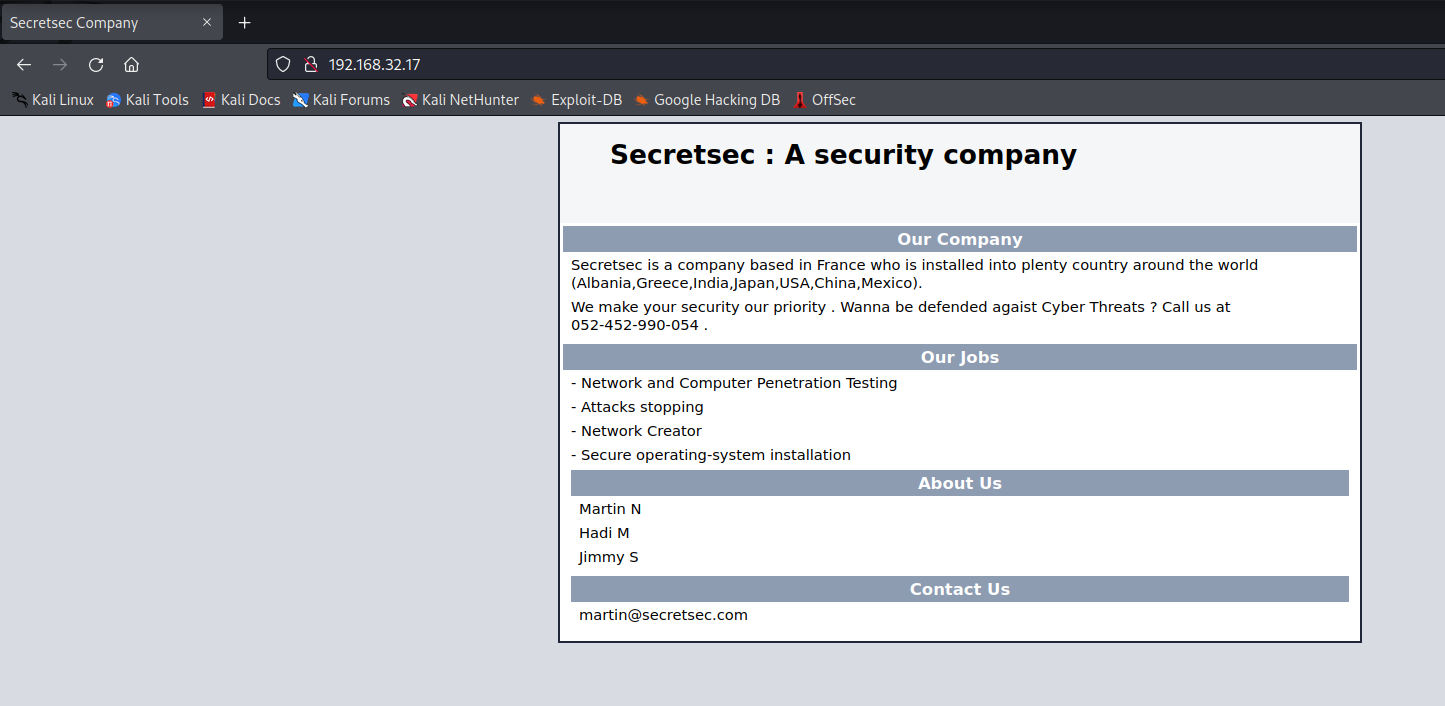 Secretsec Company
192.168.32.17
Kali Linux Kali Tools Kali Docs Kali Forums Kali NetHunter Exploit-DB Google Hacking DB OffSec
Secretsec : A security company
Our Company
Secretsec is a company based in France who is installed into plenty country around the world
(Albania,Greece,India,Japan,USA,China,Mexico).
We make your security our priority . Wanna be defended agaist Cyber Threats ? Call us at
052-452-990-054 .
Our Jobs
- Network and Computer Penetration Testing
- Attacks stopping
- Network Creator
- Secure operating-system installation
About Us
Martin N
Hadi M
Jimmy S
Contact Us
martin@secretsec.com